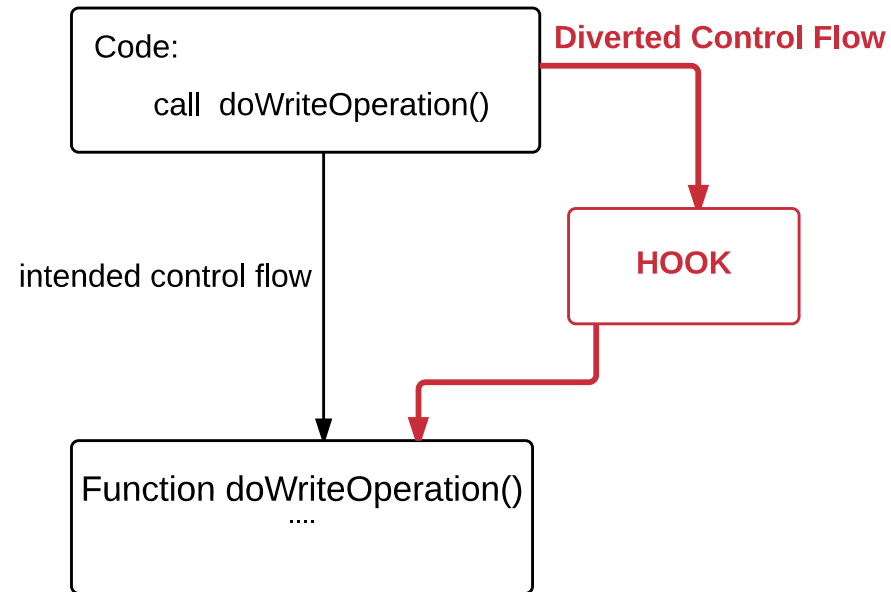 Diverted Control Flow
Code:
call doWriteOperation()
intended control flow
HOOK
Function doWriteOperation()
....